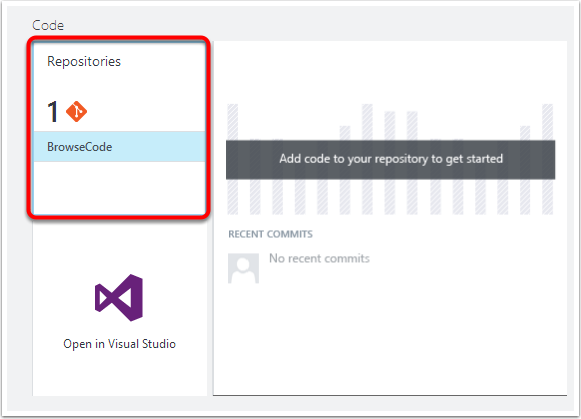 Code
Repositories
1
BrowseCode
Add code to your repository to get started
RECENT COMMITS
No recent commits
Open in Visual Studio